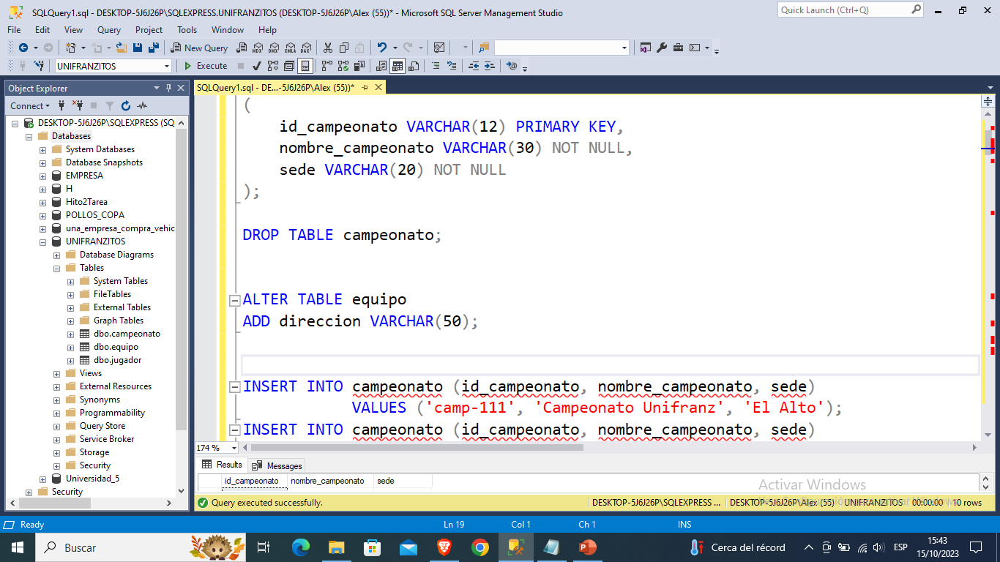 SQLQuery1.sql - DESKTOP-5J6J26P\SQLEXPRESS.UNIFRANZITOS (DESKTOP-5J6J26P\Alex (55))* - Microsoft SQL Server Management Studio
Quick Launch (Ctrl+Q)
File Edit View Query Project Tools Window Help
New Query
MDX DMX XMLA DAX
UNIFRANZITOS
Execute
Object Explorer
SQLQuery1.sql - DE...-5J6J26P\Alex (55))*
Connect
DESKTOP-5J6J26P\SQLEXPRESS (SQ
Databases
System Databases
Database Snapshots
EMPRESA
H
Hito2Tarea
POLLOS_COPA
una_empresa_compra_vehic
UNIFRANZITOS
Database Diagrams
Tables
System Tables
FileTables
External Tables
Graph Tables
dbo.campeonato
dbo.equipo
dbo.jugador
Views
External Resources
Synonyms
Programmability
Query Store
Service Broker
Storage
Security
Universidad_5
Security
(
id_campeonato VARCHAR(12) PRIMARY KEY,
nombre_campeonato VARCHAR(30) NOT NULL,
sede VARCHAR(20) NOT NULL
);
DROP TABLE campeonato;
ALTER TABLE equipo
ADD direccion VARCHAR(50);
INSERT INTO campeonato (id_campeonato, nombre_campeonato, sede)
VALUES ('camp-111', 'Campeonato Unifranz', 'El Alto');
INSERT INTO campeonato (id_campeonato, nombre_campeonato, sede)
174 %
Results Messages
id_campeonato nombre_campeonato sede
Activar Windows
Query executed successfully.
DESKTOP-5J6J26P\SQLEXPRESS ... DESKTOP-5J6J26P\Alex (55) UNIFRANZITOS 00:00:00 10 rows
Ready Ln 19 Col 1 Ch 1 INS
Buscar
Cerca del récord
ESP
15:43
15/10/2023